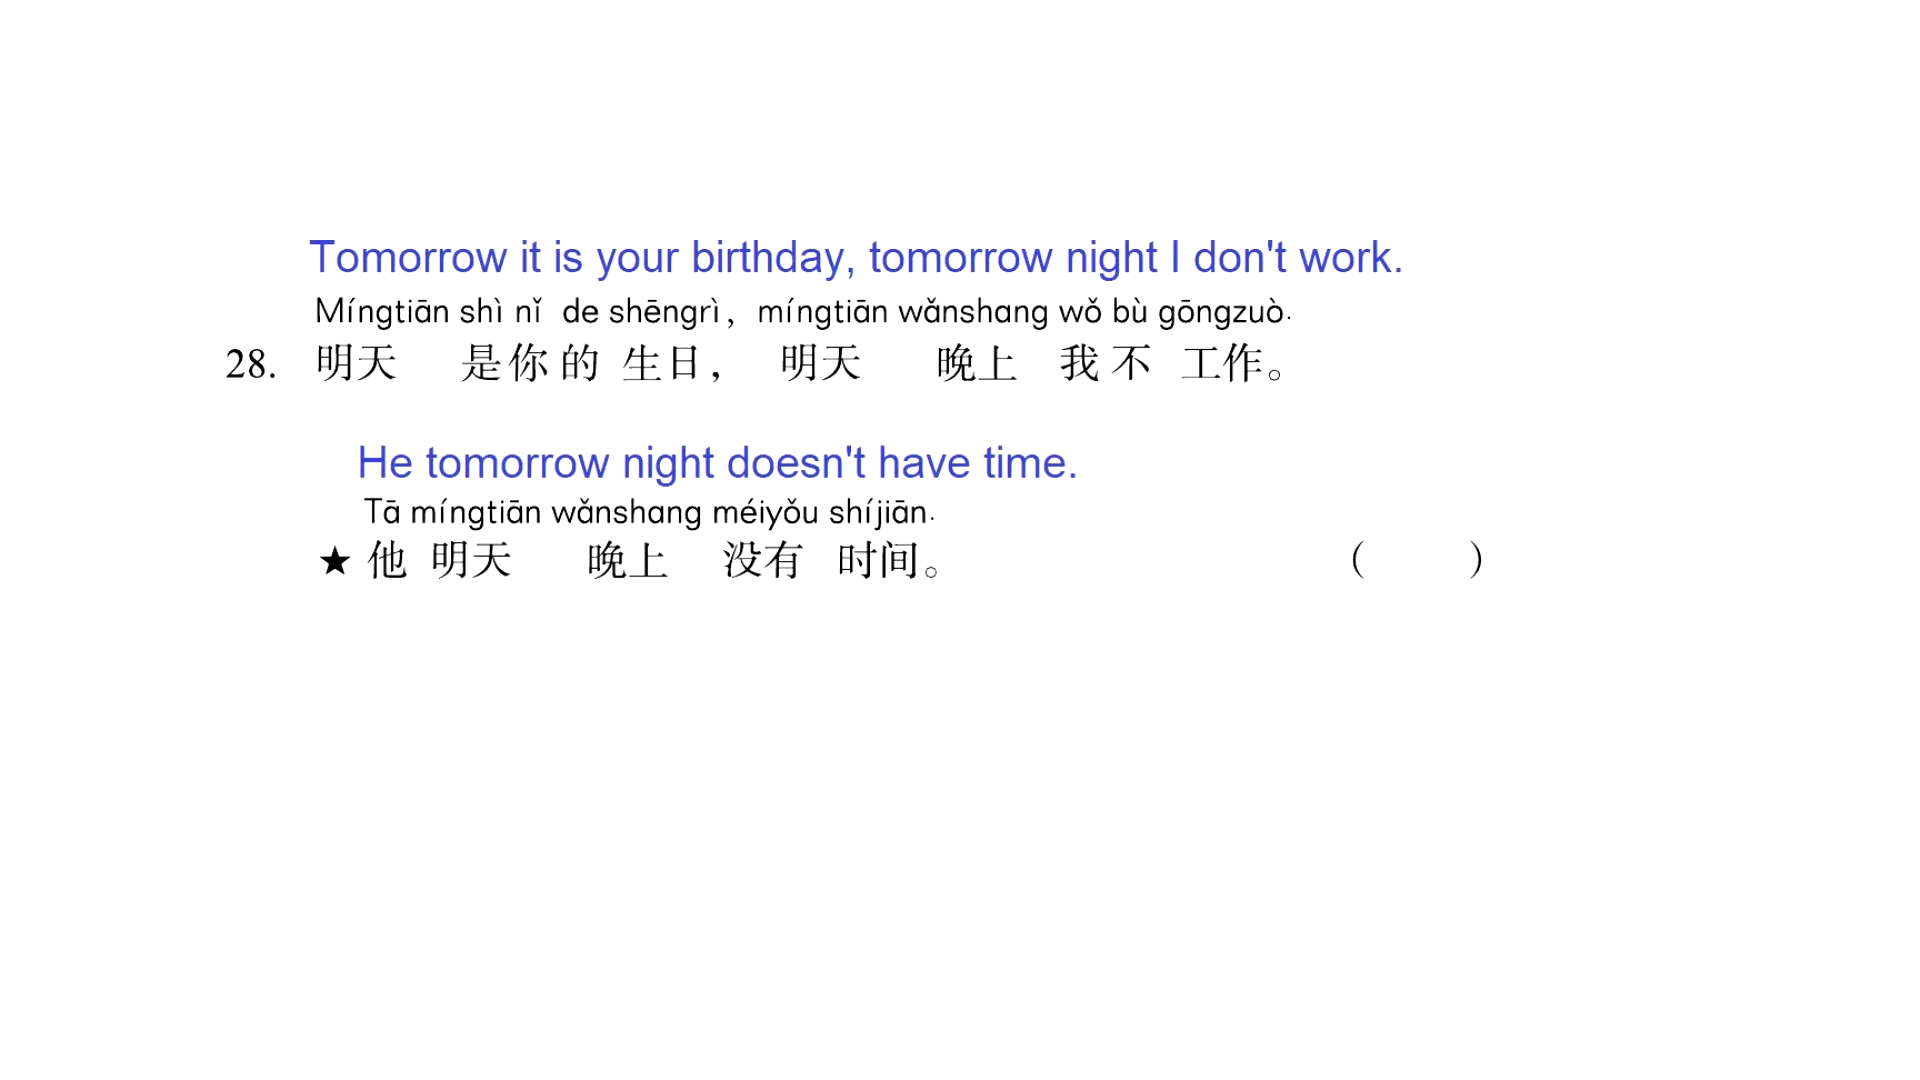 Tomorrow it is your birthday, tomorrow night I don't work.
Míngtiān shì nǐ de shēngrì, míngtiān wǎnshang wǒ bù gōngzuò.
28. 明天 是你的 生日， 明天 晚上 我不 工作。
He tomorrow night doesn't have time.
Tā míngtiān wǎnshang méiyǒu shíjiān.
★ 他 明天 晚上 没有 时间。 （ ）